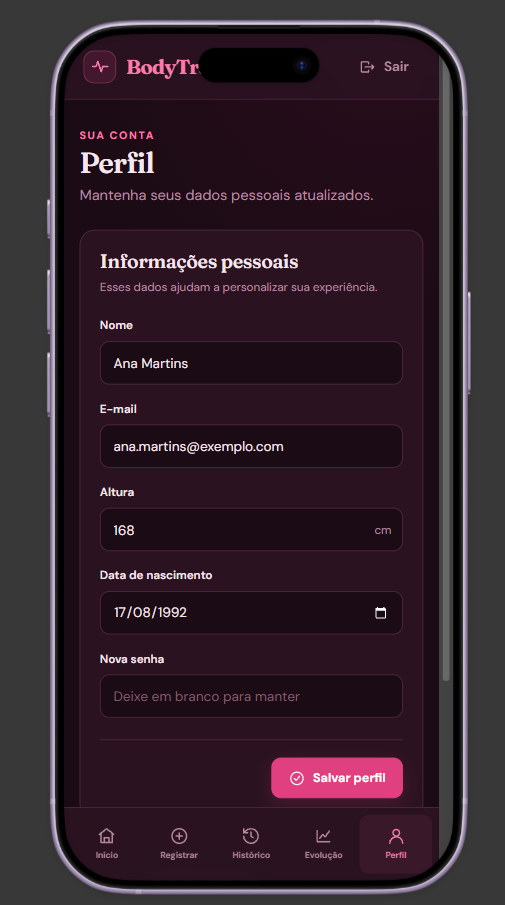 BodyTr
Sair
SUA CONTA
Perfil
Mantenha seus dados pessoais atualizados.
Informações pessoais
Esses dados ajudam a personalizar sua experiência.
Nome
Ana Martins
E-mail
ana.martins@exemplo.com
Altura
168 cm
Data de nascimento
17/08/1992
Nova senha
Deixe em branco para manter
Salvar perfil
Início Registrar Histórico Evolução Perfil